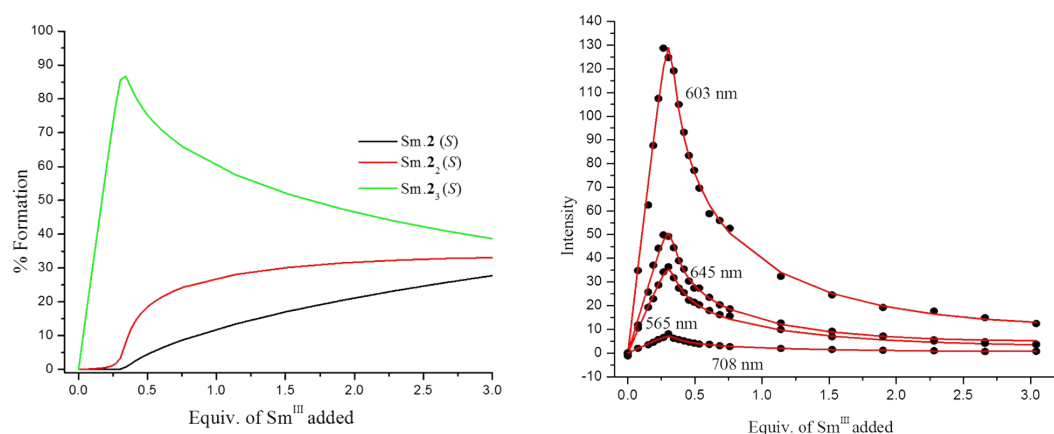 100
90
80
70
60
50
40
30
20
10
0
% Formation
Sm.2 (S)
Sm.2₂(S)
Sm.2₃(S)
0.0 0.5 1.0 1.5 2.0 2.5 3.0
Equiv. of Smᴵᴵᴵ added
140
130
120
110
100
90
80
70
60
50
40
30
20
10
0
-10
Intensity
603 nm
645 nm
565 nm
708 nm
0.0 0.5 1.0 1.5 2.0 2.5 3.0
Equiv. of Smᴵᴵᴵ added